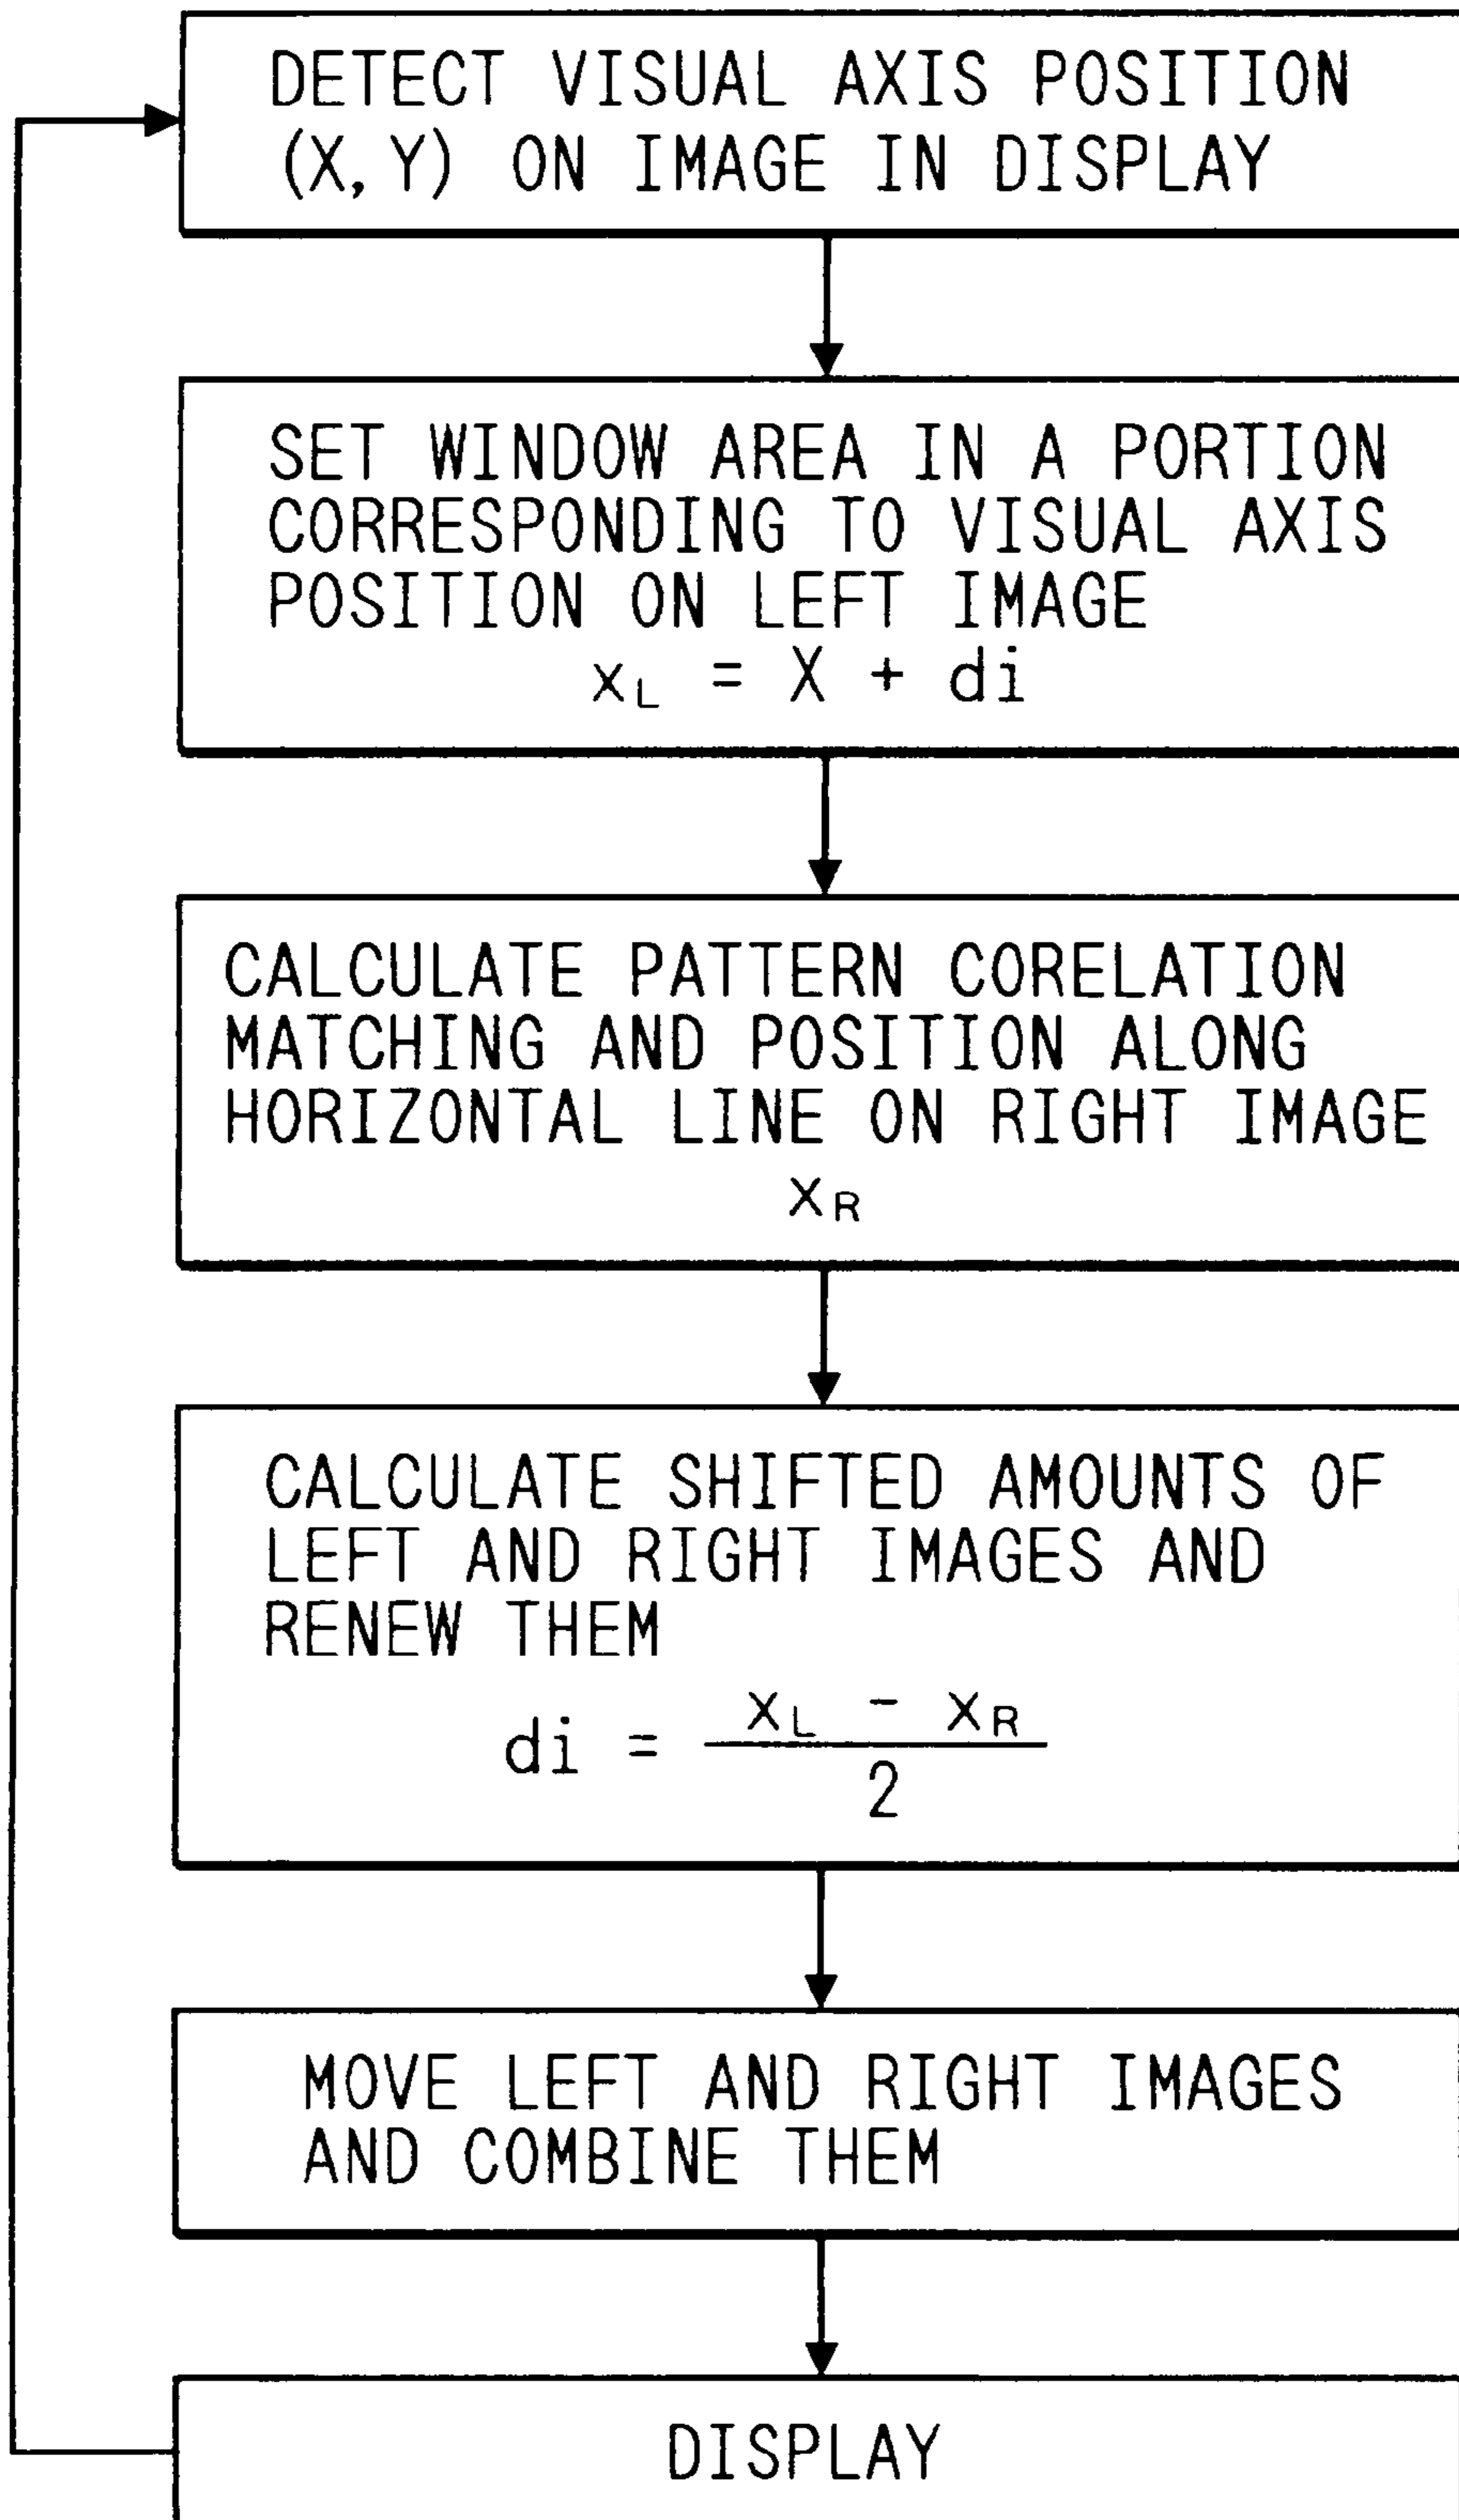 DETECT VISUAL AXIS POSITION
(X, Y) ON IMAGE IN DISPLAY
SET WINDOW AREA IN A PORTION
CORRESPONDING TO VISUAL AXIS
POSITION ON LEFT IMAGE
xL = X + di
CALCULATE PATTERN CORELATION
MATCHING AND POSITION ALONG
HORIZONTAL LINE ON RIGHT IMAGE
xR
CALCULATE SHIFTED AMOUNTS OF
LEFT AND RIGHT IMAGES AND
RENEW THEM
di = (xL - xR) / 2
MOVE LEFT AND RIGHT IMAGES
AND COMBINE THEM
DISPLAY